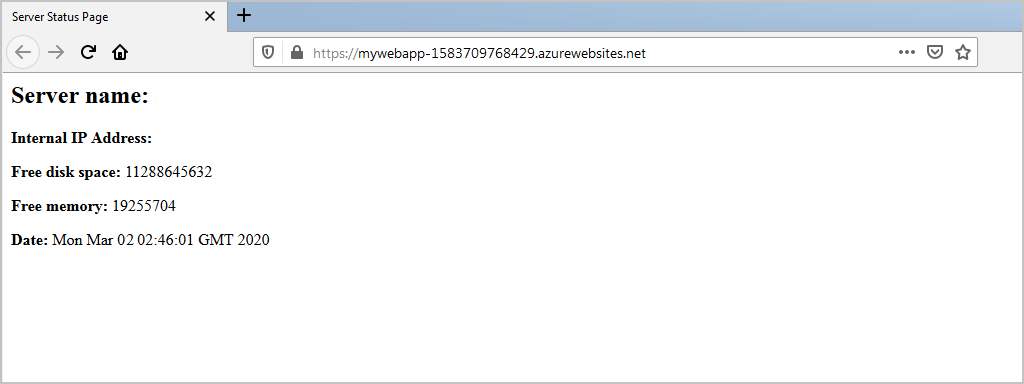 Server Status Page
https://mywebapp-1583709768429.azurewebsites.net
Server name:
Internal IP Address:
Free disk space: 11288645632
Free memory: 19255704
Date: Mon Mar 02 02:46:01 GMT 2020